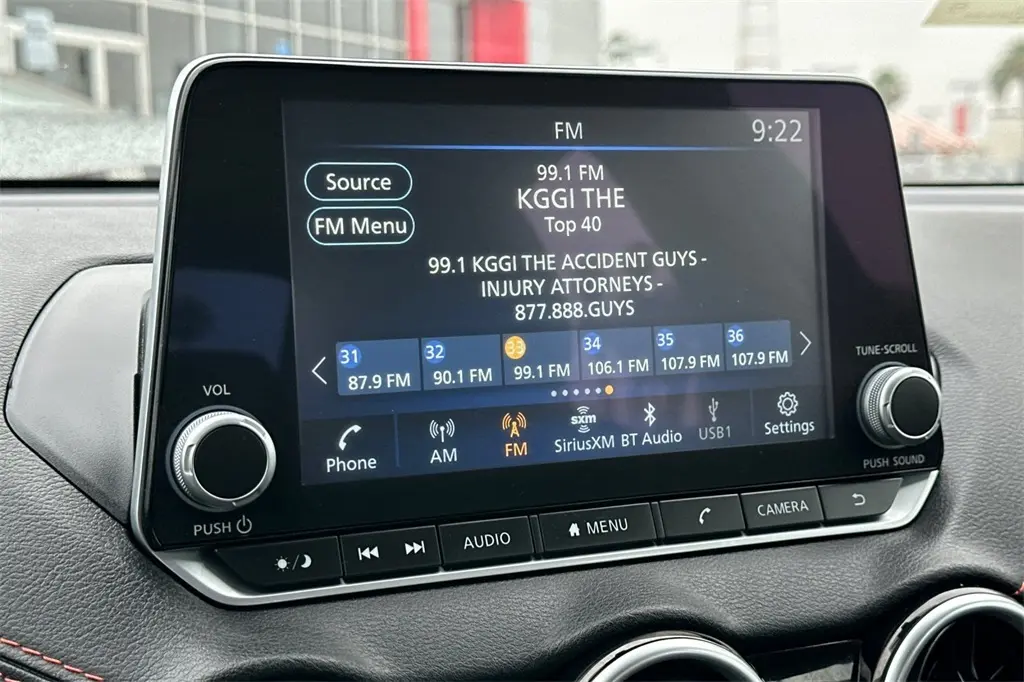 FM
9:22
Source
FM Menu
99.1 FM
KGGI THE
Top 40
99.1 KGGI THE ACCIDENT GUYS -
INJURY ATTORNEYS -
877.888.GUYS
31 87.9 FM
32 90.1 FM
33 99.1 FM
34 106.1 FM
35 107.9 FM
36 107.9 FM
Phone
AM
FM
sxm
SiriusXM
BT Audio
USB1
Settings
VOL
PUSH
TUNE·SCROLL
PUSH SOUND
AUDIO
MENU
CAMERA